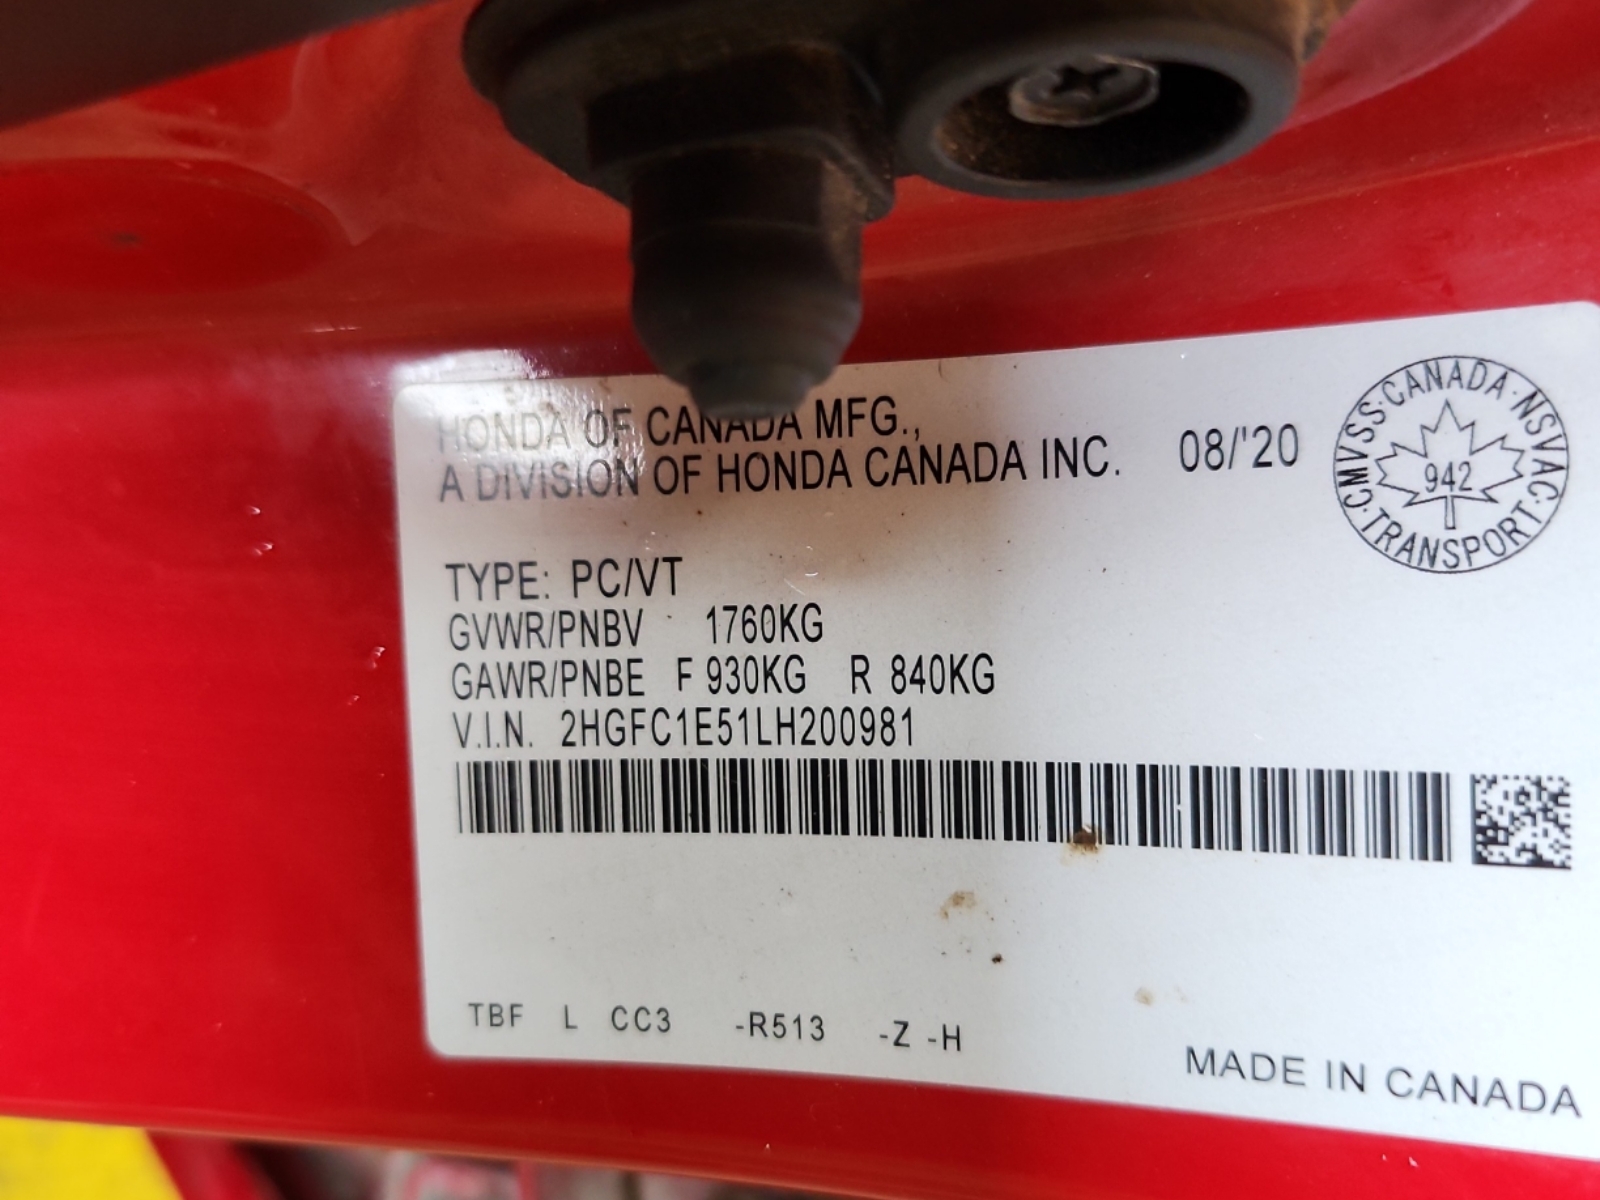 HONDA OF CANADA MFG.,
A DIVISION OF HONDA CANADA INC. 08/'20
CMVSS·CANADA·NSVAC·TRANSPORT·
942
TYPE: PC/VT
GVWR/PNBV 1760KG
GAWR/PNBE F 930KG R 840KG
V.I.N. 2HGFC1E51LH200981
TBF L CC3 -R513 -Z -H
MADE IN CANADA